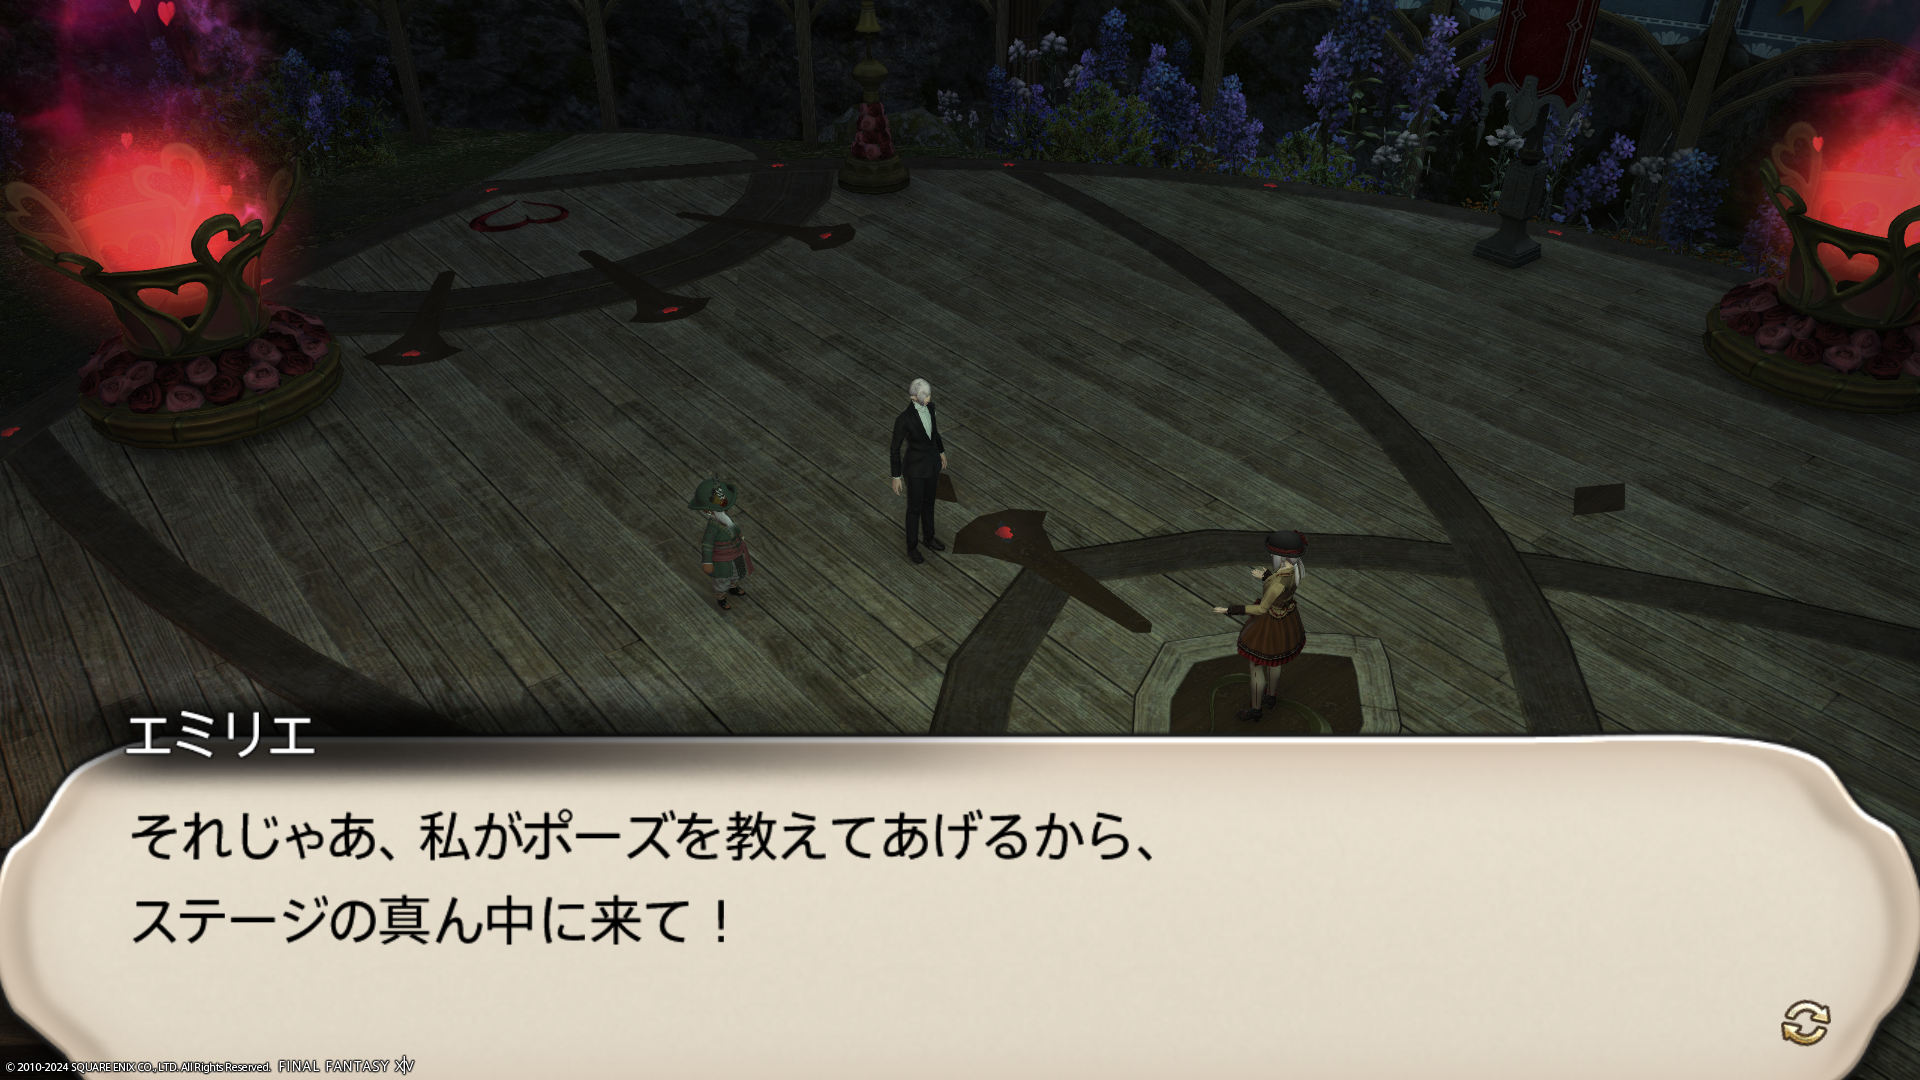 エミリエ
それじゃあ、私がポーズを教えてあげるから、
ステージの真ん中に来て！
© 2010-2024 SQUARE ENIX CO., LTD. All Rights Reserved. FINAL FANTASY XIV